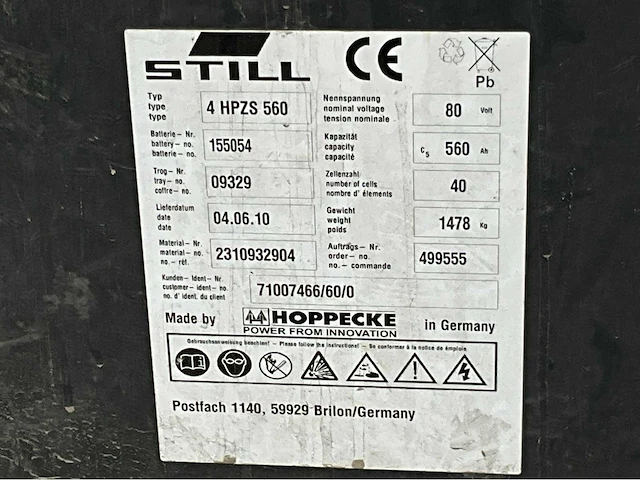 STILL CE
Pb
Typ
type
type
4 HPZS 560
Nennspannung
nominal voltage
tension nominale
80 Volt
Batterie-Nr.
battery-no.
batterie-no.
155054
Kapazität
capacity
capacité
C5 560 Ah
Trog-Nr.
tray-no.
coffre-no.
09329
Zellenzahl
number of cells
nombre d' élements
40
Lieferdatum
date
date
04.06.10
Gewicht
weight
poids
1478 Kg
Material-Nr.
material-no.
no.-réf.
2310932904
Auftrags-Nr.
order-no.
no.-commande
499555
Kunden-Ident-Nr.
customer-ident-no.
no. d' ident. du client
71007466/60/0
Made by HOPPECKE in Germany
POWER FROM INNOVATION
Gebrauchsanweisung beachten! - Please follow the instructions! - Se conformer à la notice de émplois
Postfach 1140, 59929 Brilon/Germany